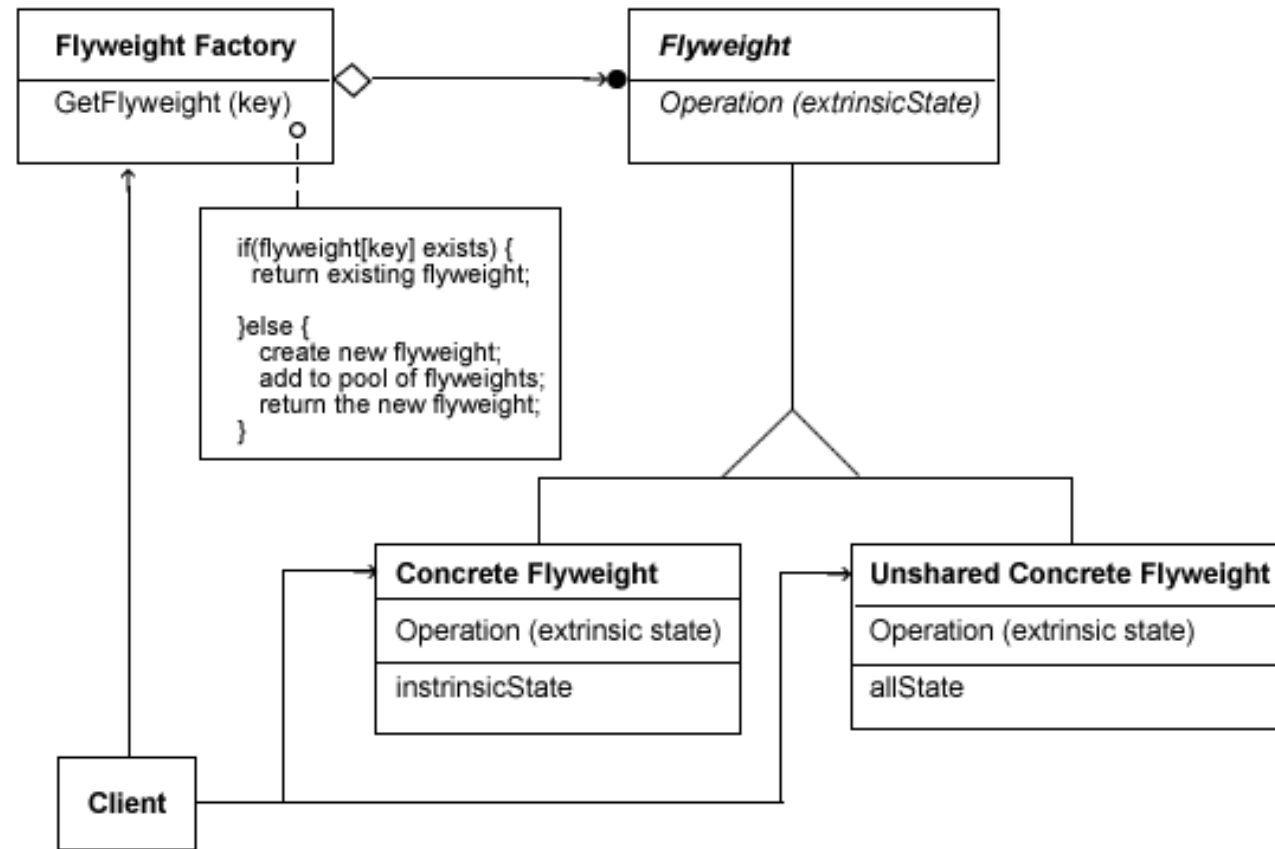 Flyweight Factory
GetFlyweight (key)
Flyweight
Operation (extrinsicState)
if(flyweight[key] exists) {
return existing flyweight;
}else {
create new flyweight;
add to pool of flyweights;
return the new flyweight;
}
Concrete Flyweight
Operation (extrinsic state)
instrinsicState
Unshared Concrete Flyweight
Operation (extrinsic state)
allState
Client